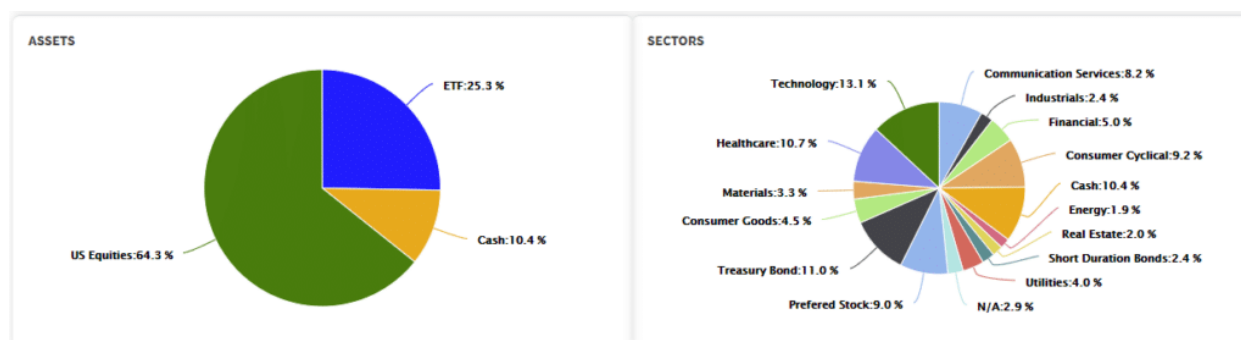 ASSETS
ETF:25.3 %
Cash:10.4 %
US Equities:64.3 %
SECTORS
Communication Services:8.2 %
Industrials:2.4 %
Financial:5.0 %
Consumer Cyclical:9.2 %
Cash:10.4 %
Energy:1.9 %
Real Estate:2.0 %
Short Duration Bonds:2.4 %
Utilities:4.0 %
N/A:2.9 %
Prefered Stock:9.0 %
Treasury Bond:11.0 %
Consumer Goods:4.5 %
Materials:3.3 %
Healthcare:10.7 %
Technology:13.1 %